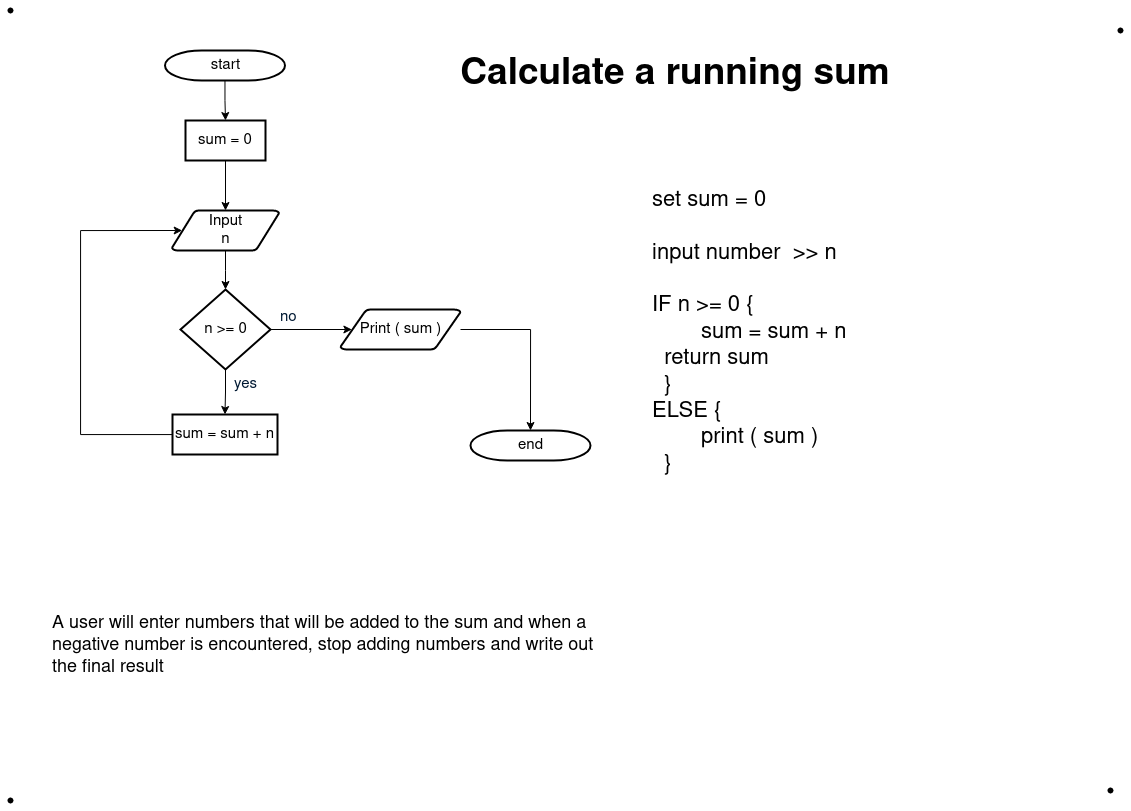 Calculate a running sum
start
sum = 0
Input
n
n >= 0
no
Print ( sum )
yes
sum = sum + n
end
set sum = 0
input number  >> n
IF n >= 0 {
sum = sum + n
return sum
}
ELSE {
print ( sum )
}
A user will enter numbers that will be added to the sum and when a
negative number is encountered, stop adding numbers and write out
the final result